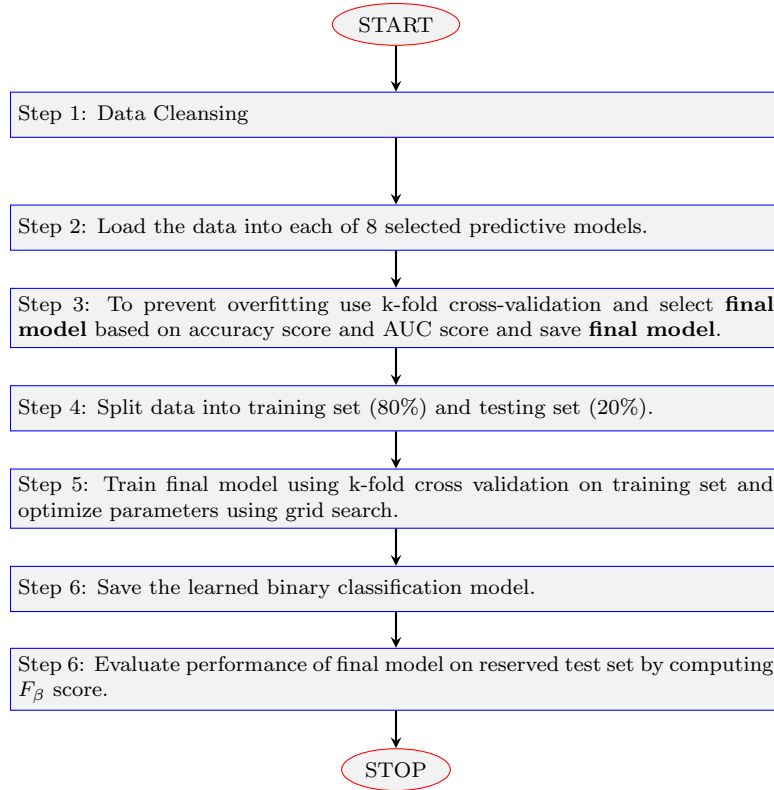 START
Step 1: Data Cleansing
Step 2: Load the data into each of 8 selected predictive models.
Step 3: To prevent overfitting use k-fold cross-validation and select final
model based on accuracy score and AUC score and save final model.
Step 4: Split data into training set (80%) and testing set (20%).
Step 5: Train final model using k-fold cross validation on training set and
optimize parameters using grid search.
Step 6: Save the learned binary classification model.
Step 6: Evaluate performance of final model on reserved test set by computing
Fβ score.
STOP